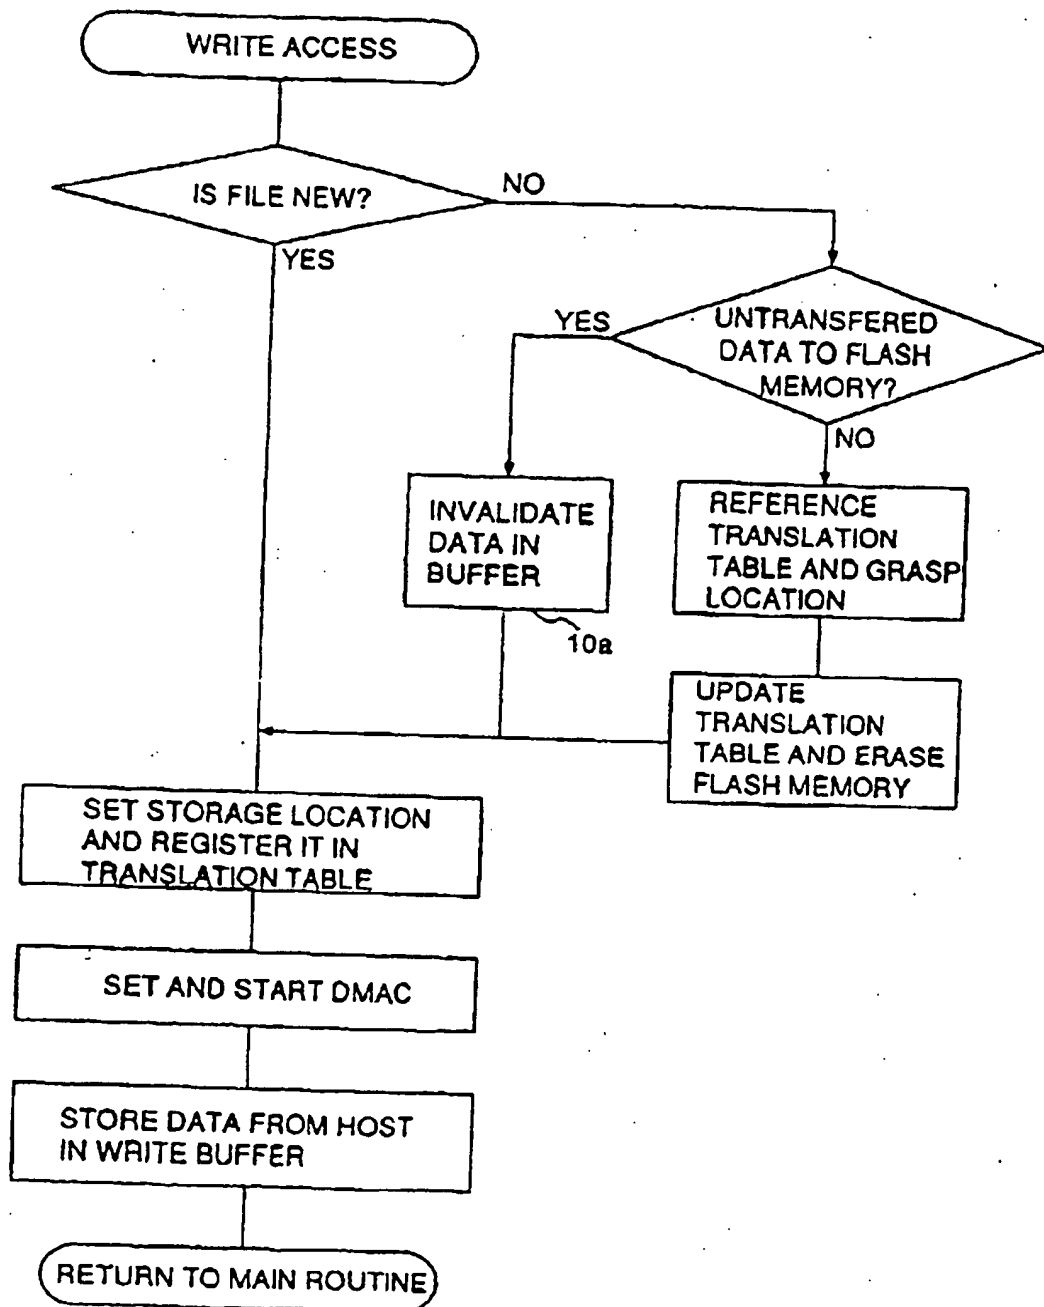 WRITE ACCESS
IS FILE NEW?
NO
YES
YES
UNTRANSFERED
DATA TO FLASH
MEMORY?
NO
INVALIDATE
DATA IN
BUFFER
10a
REFERENCE
TRANSLATION
TABLE AND GRASP
LOCATION
UPDATE
TRANSLATION
TABLE AND ERASE
FLASH MEMORY
SET STORAGE LOCATION
AND REGISTER IT IN
TRANSLATION TABLE
SET AND START DMAC
STORE DATA FROM HOST
IN WRITE BUFFER
RETURN TO MAIN ROUTINE